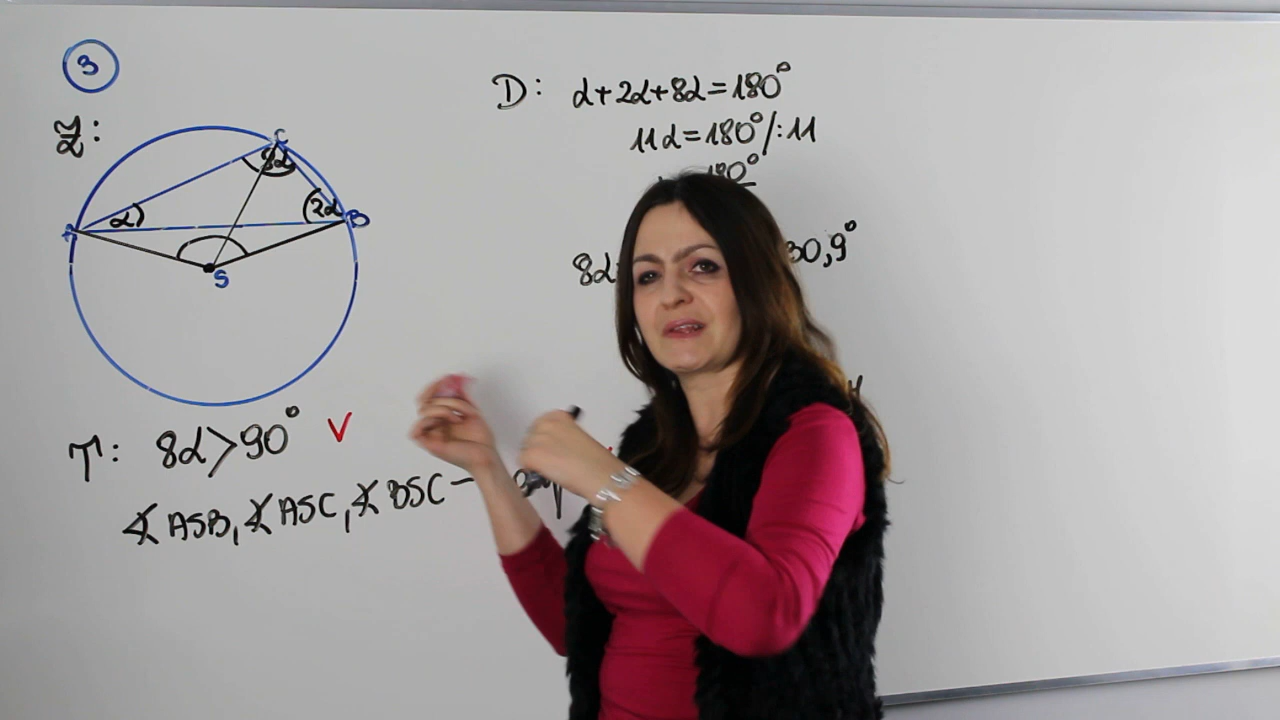 3
Z:
C
8α
A
α
2α
B
S
T: 8α>90° V
∢ASB, ∢ASC, ∢BSC –
D: α+2α+8α=180°
11α=180°/:11
180°
8α
30,9°